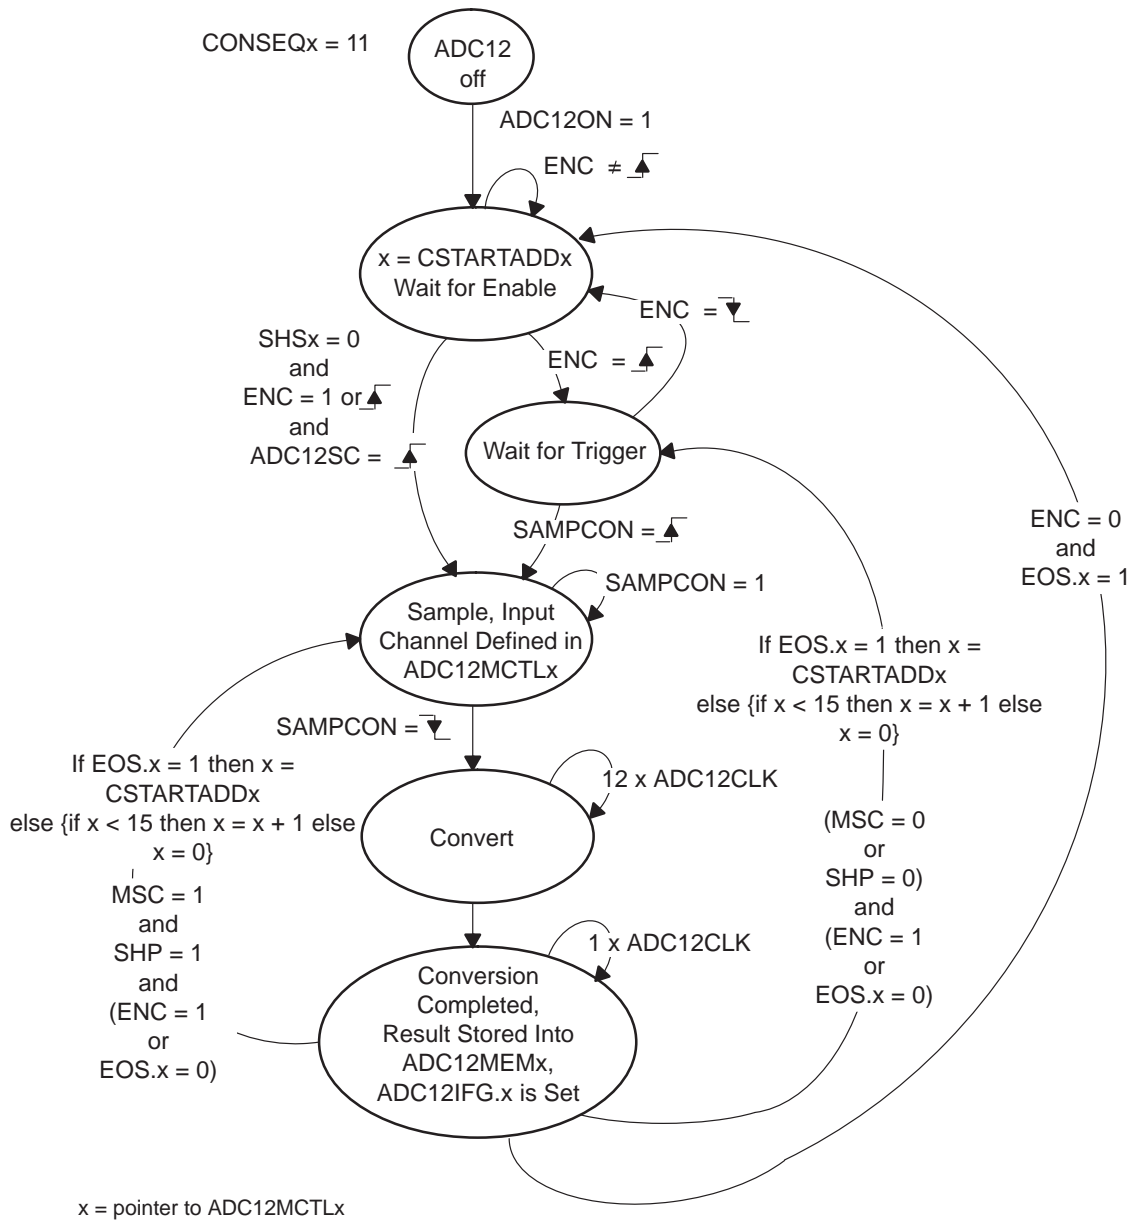 CONSEQx = 11
ADC12
off
ADC12ON = 1
ENC ≠
x = CSTARTADDx
Wait for Enable
ENC =
SHSx = 0
and
ENC = 1 or
and
ADC12SC =
ENC =
Wait for Trigger
SAMPCON =
ENC = 0
and
EOS.x = 1
SAMPCON = 1
Sample, Input
Channel Defined in
ADC12MCTLx
If EOS.x = 1 then x =
CSTARTADDx
else {if x < 15 then x = x + 1 else
x = 0}
SAMPCON =
If EOS.x = 1 then x =
CSTARTADDx
else {if x < 15 then x = x + 1 else
x = 0}
12 x ADC12CLK
Convert
(MSC = 0
or
SHP = 0)
and
(ENC = 1
or
EOS.x = 0)
MSC = 1
and
SHP = 1
and
(ENC = 1
or
EOS.x = 0)
1 x ADC12CLK
Conversion
Completed,
Result Stored Into
ADC12MEMx,
ADC12IFG.x is Set
x = pointer to ADC12MCTLx